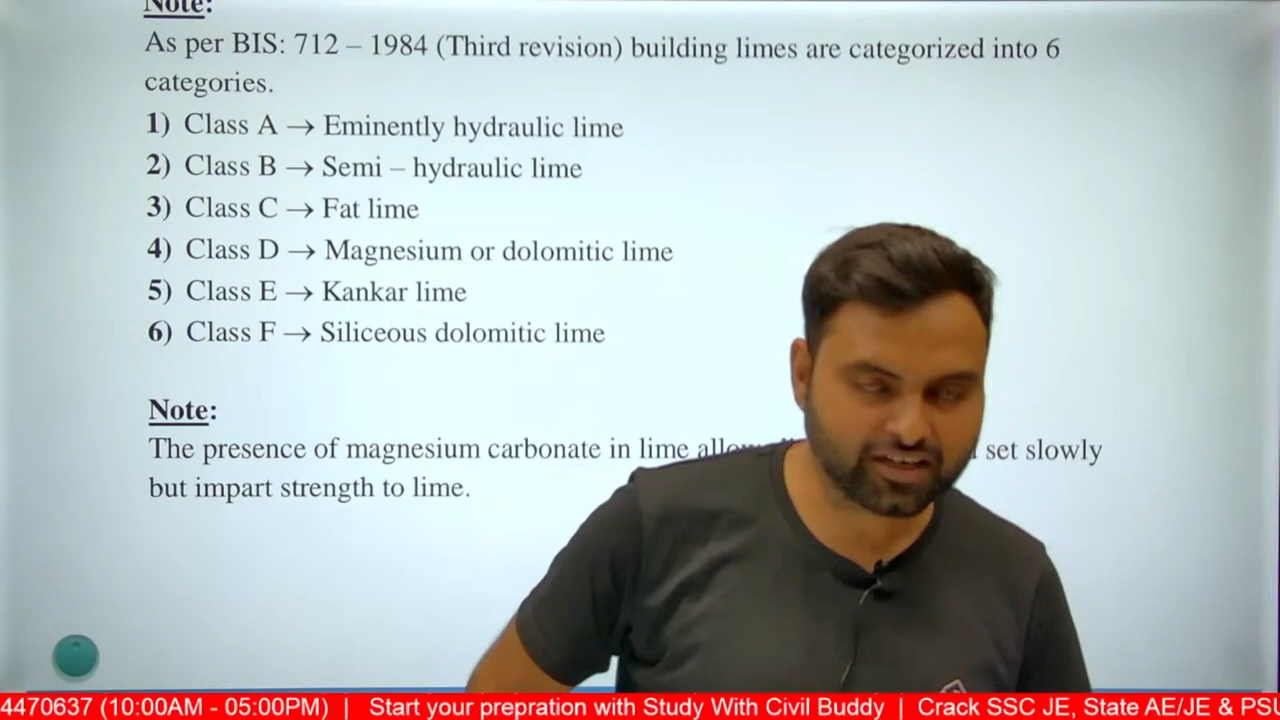 Note:
As per BIS: 712 – 1984 (Third revision) building limes are categorized into 6
categories.
1) Class A → Eminently hydraulic lime
2) Class B → Semi – hydraulic lime
3) Class C → Fat lime
4) Class D → Magnesium or dolomitic lime
5) Class E → Kankar lime
6) Class F → Siliceous dolomitic lime
Note:
The presence of magnesium carbonate in lime set slowly
but impart strength to lime.
4470637 (10:00AM - 05:00PM) | Start your prepration with Study With Civil Buddy | Crack SSC JE, State AE/JE & PSU